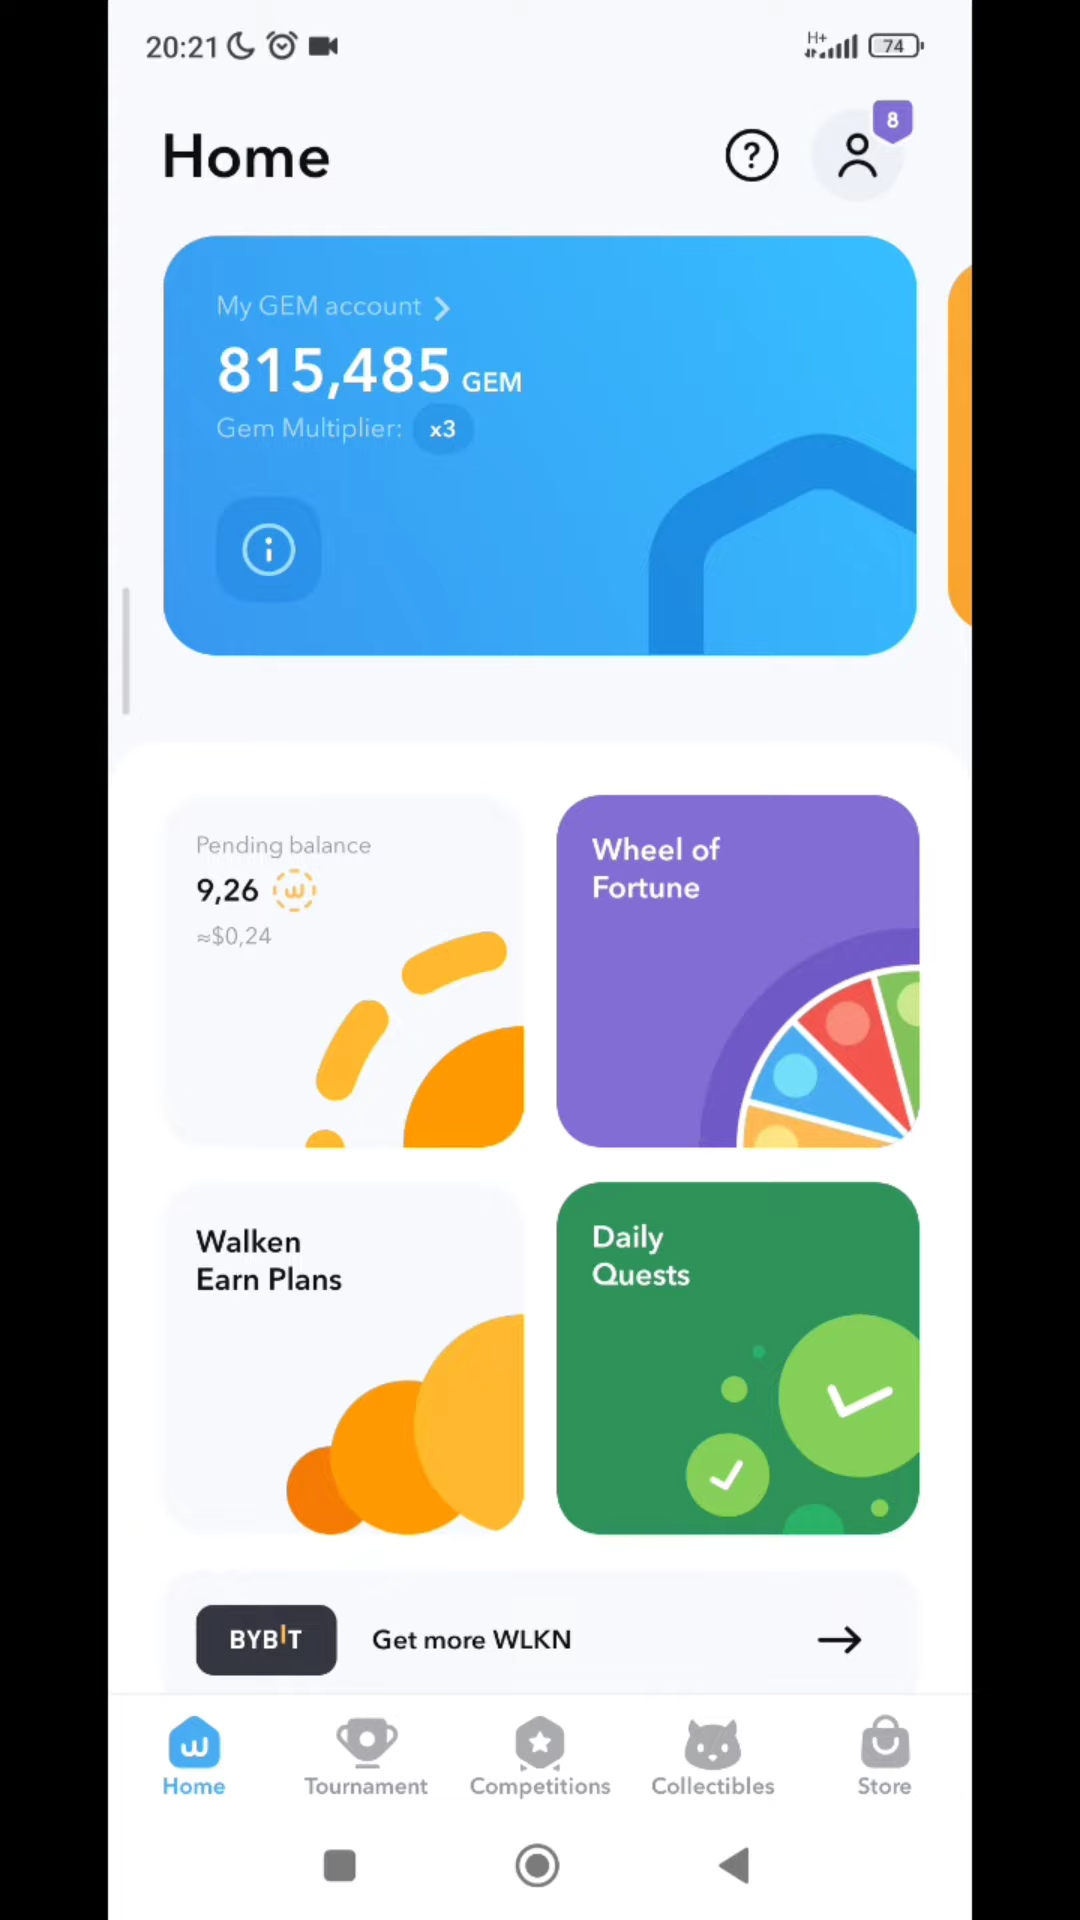 20:21
H+
74
Home
8
My GEM account
815,485 GEM
Gem Multiplier: x3
Pending balance
9,26
≈$0,24
Wheel of
Fortune
Walken
Earn Plans
Daily
Quests
BYBIT Get more WLKN
Home Tournament Competitions Collectibles Store